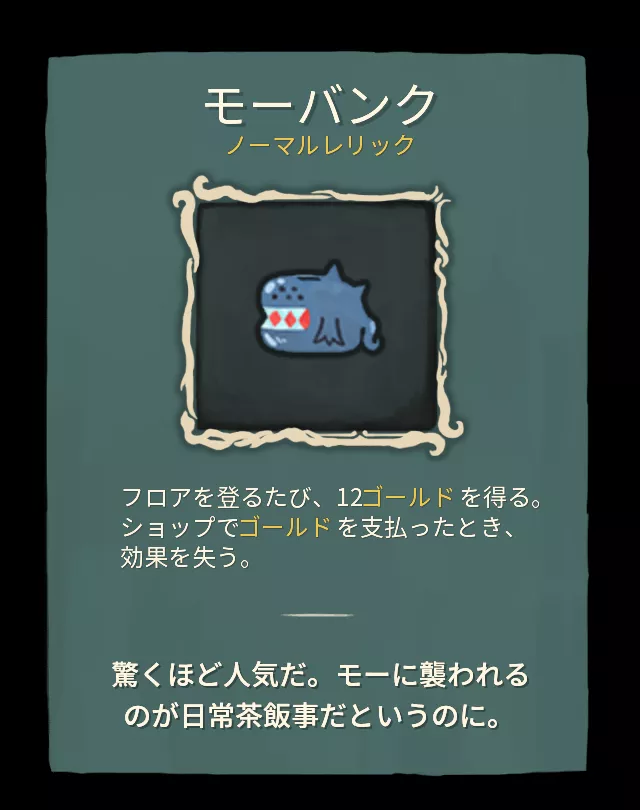 モーバンク
ノーマルレリック
フロアを登るたび、12ゴールドを得る。
ショップでゴールドを支払ったとき、
効果を失う。
驚くほど人気だ。モーに襲われる
のが日常茶飯事だというのに。